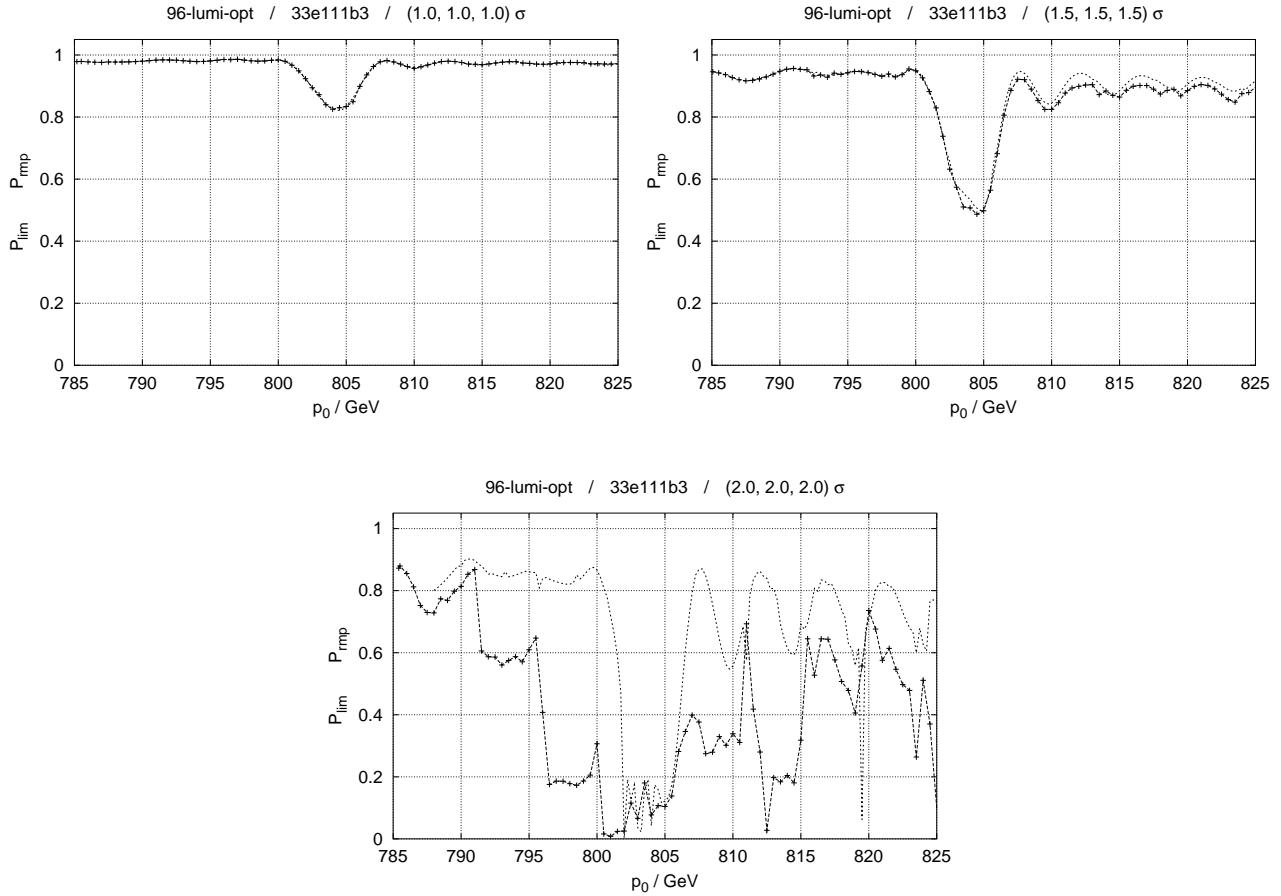 96-lumi-opt / 33e111b3 / (1.0, 1.0, 1.0) σ
1
0.8
0.6
0.4
0.2
0
P_lim P_rmp
785 790 795 800 805 810 815 820 825
p_0 / GeV
96-lumi-opt / 33e111b3 / (1.5, 1.5, 1.5) σ
1
0.8
0.6
0.4
0.2
0
P_lim P_rmp
785 790 795 800 805 810 815 820 825
p_0 / GeV
96-lumi-opt / 33e111b3 / (2.0, 2.0, 2.0) σ
1
0.8
0.6
0.4
0.2
0
P_lim P_rmp
785 790 795 800 805 810 815 820 825
p_0 / GeV